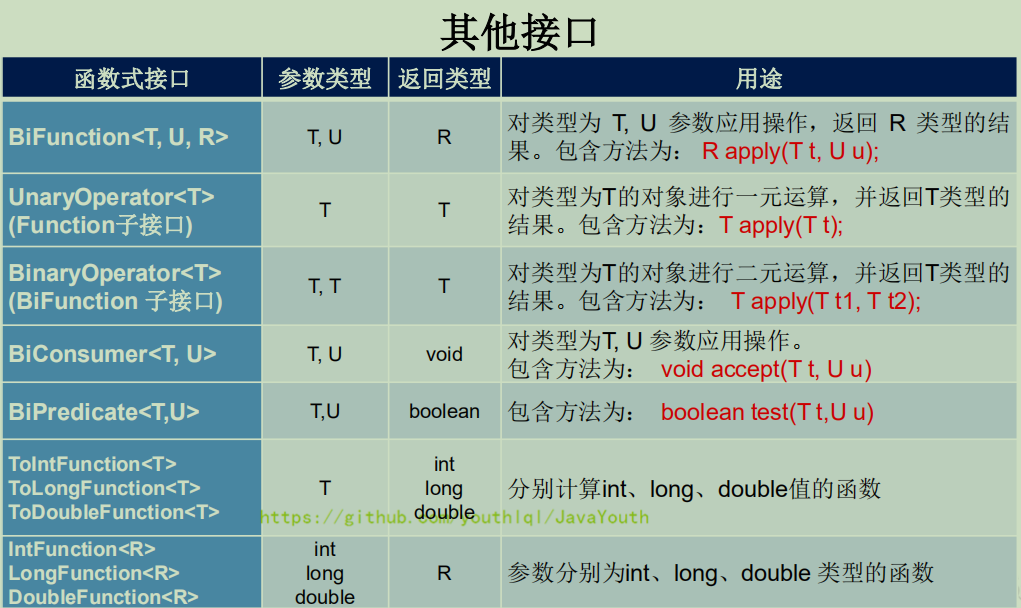 其他接口
函数式接口 参数类型 返回类型 用途
BiFunction<T, U, R> T, U R 对类型为 T, U 参数应用操作，返回 R 类型的结
果。包含方法为： R apply(T t, U u);
UnaryOperator<T>
(Function子接口) T T 对类型为T的对象进行一元运算，并返回T类型的
结果。包含方法为：T apply(T t);
BinaryOperator<T>
(BiFunction 子接口) T, T T 对类型为T的对象进行二元运算，并返回T类型的
结果。包含方法为： T apply(T t1, T t2);
BiConsumer<T, U> T, U void 对类型为T, U 参数应用操作。
包含方法为： void accept(T t, U u)
BiPredicate<T,U> T,U boolean 包含方法为： boolean test(T t,U u)
ToIntFunction<T>
ToLongFunction<T>
ToDoubleFunction<T>
T
int
long
double
分别计算int、long、double值的函数
https://github.com/youthlql/JavaYouth
IntFunction<R>
LongFunction<R>
DoubleFunction<R>
int
long
double
R
参数分别为int、long、double 类型的函数